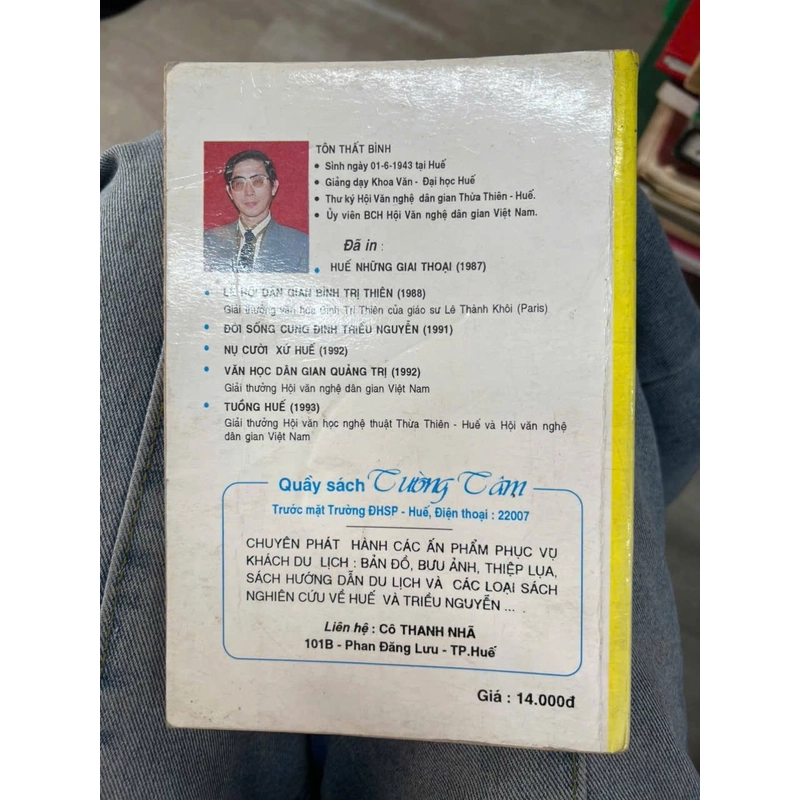 TÔN THẤT BÌNH
• Sinh ngày 01-6-1943 tại Huế
• Giảng dạy Khoa Văn - Đại học Huế
• Thư ký Hội Văn nghệ dân gian Thừa Thiên - Huế.
• Ủy viên BCH Hội Văn nghệ dân gian Việt Nam.
Đã in :
• HUẾ NHỮNG GIAI THOẠI (1987)
• LỄ HỘI DÂN GIAN BÌNH TRỊ THIÊN (1988)
Giải thưởng văn hóa Bình Trị Thiên của giáo sư Lê Thành Khôi (Paris)
• ĐỜI SỐNG CUNG ĐÌNH TRIỀU NGUYỄN (1991)
• NỤ CƯỜI XỨ HUẾ (1992)
• VĂN HỌC DÂN GIAN QUẢNG TRỊ (1992)
Giải thưởng Hội văn nghệ dân gian Việt Nam
• TUỒNG HUẾ (1993)
Giải thưởng Hội văn học nghệ thuật Thừa Thiên - Huế và Hội văn nghệ
dân gian Việt Nam
Quầy sách Tường Tâm
Trước mặt Trường ĐHSP - Huế, Điện thoại : 22007
CHUYÊN PHÁT HÀNH CÁC ẤN PHẨM PHỤC VỤ
KHÁCH DU LỊCH : BẢN ĐỒ, BƯU ẢNH, THIỆP LỤA,
SÁCH HƯỚNG DẪN DU LỊCH VÀ CÁC LOẠI SÁCH
NGHIÊN CỨU VỀ HUẾ VÀ TRIỀU NGUYỄN ...
Liên hệ : Cô THANH NHÃ
101B - Phan Đăng Lưu - TP.Huế
Giá : 14.000đ